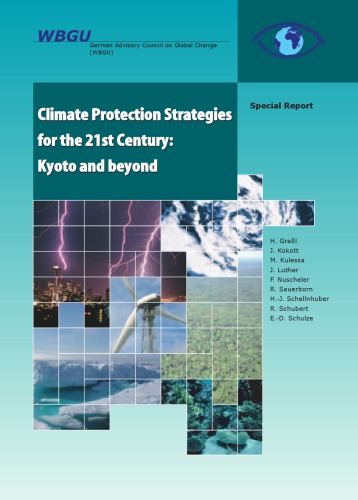 WBGU
German Advisory Council on Global Change
(WBGU)
Special Report
Climate Protection Strategies
for the 21st Century:
Kyoto and beyond
H. Graßl
J. Kokott
M. Kulessa
J. Luther
F. Nuscheler
R. Sauerborn
H.-J. Schellnhuber
R. Schubert
E.-D. Schulze